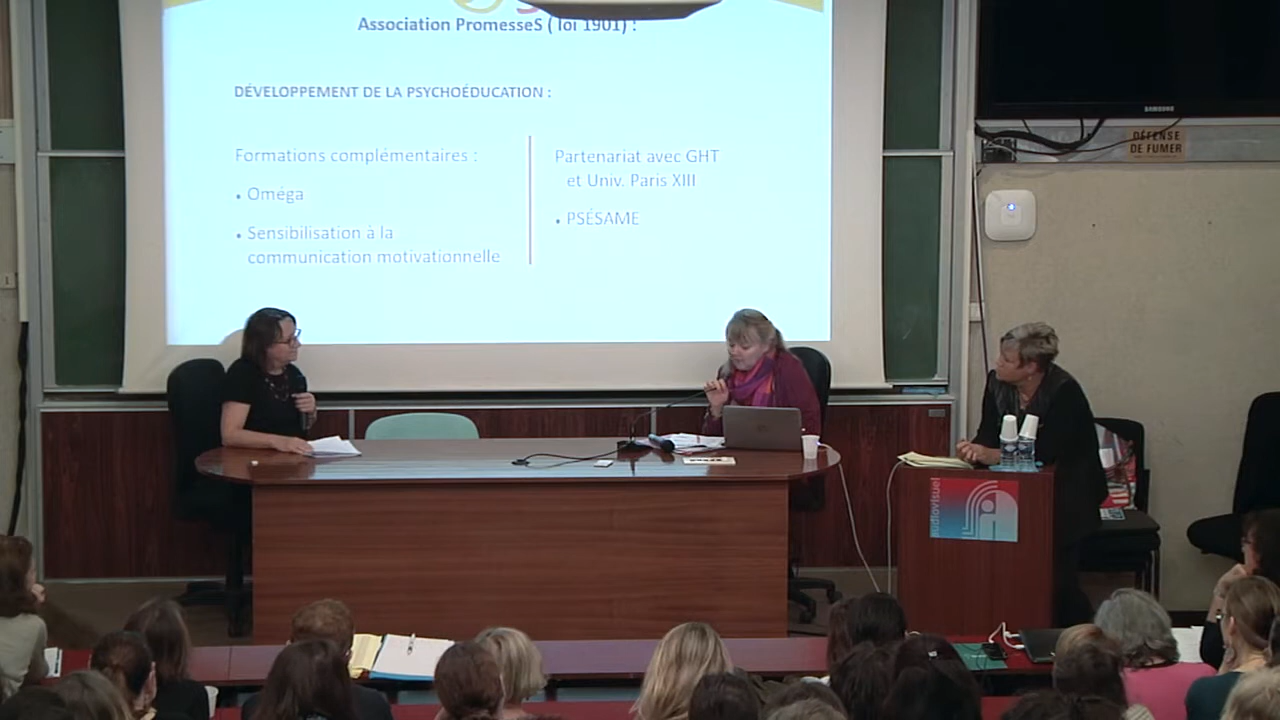 Association PromesseS ( loi 1901) :
DÉVELOPPEMENT DE LA PSYCHOÉDUCATION :
Formations complémentaires :
• Oméga
• Sensibilisation à la
communication motivationnelle
Partenariat avec GHT
et Univ. Paris XIII
• PSÉSAME
SAMSUNG
DÉFENSE
DE FUMER
audiovisuel